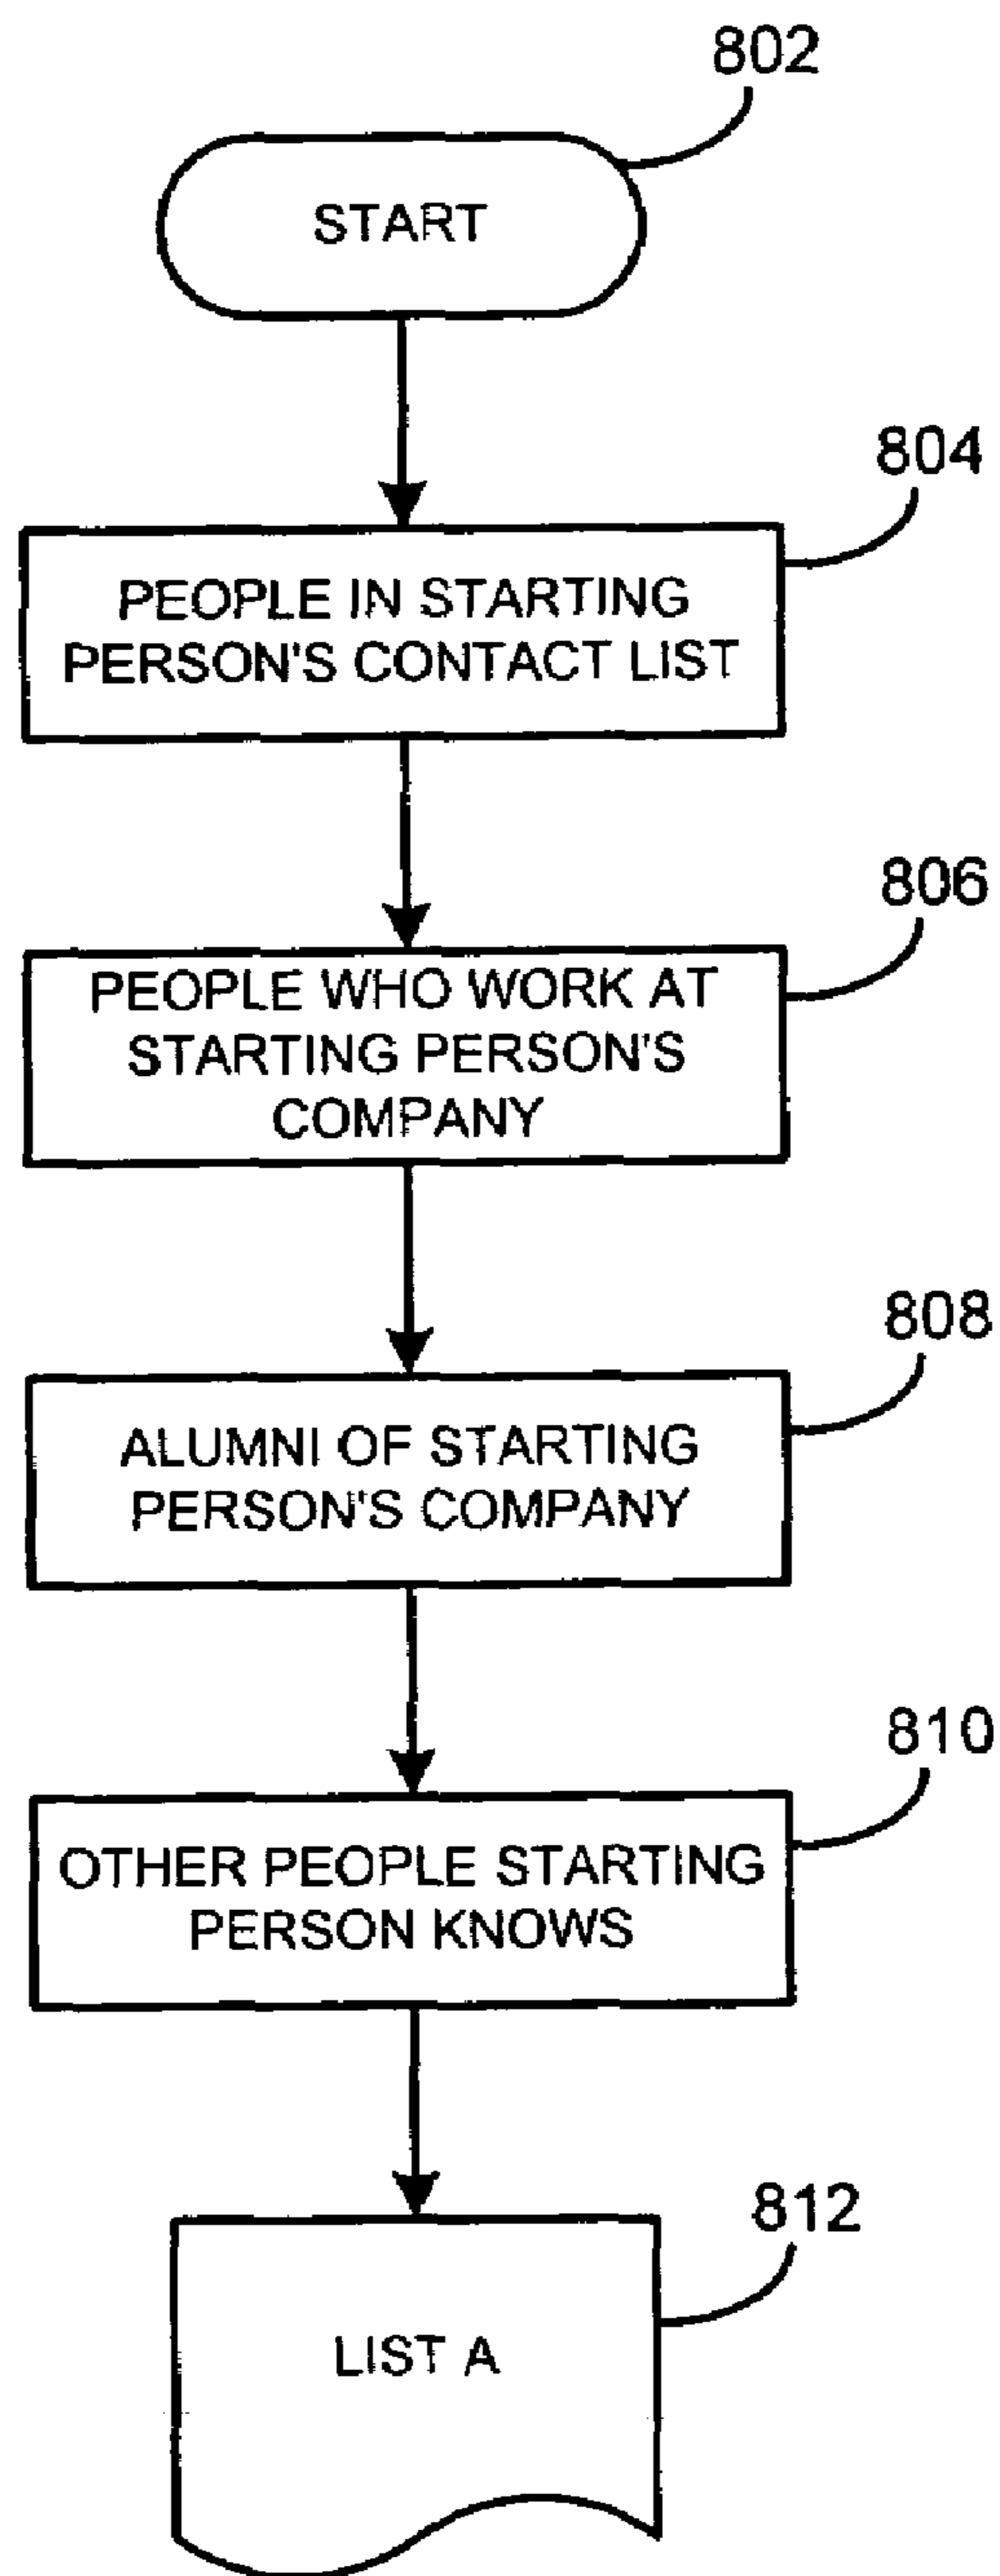 802
START
804
PEOPLE IN STARTING
PERSON'S CONTACT LIST
806
PEOPLE WHO WORK AT
STARTING PERSON'S
COMPANY
808
ALUMNI OF STARTING
PERSON'S COMPANY
810
OTHER PEOPLE STARTING
PERSON KNOWS
812
LIST A